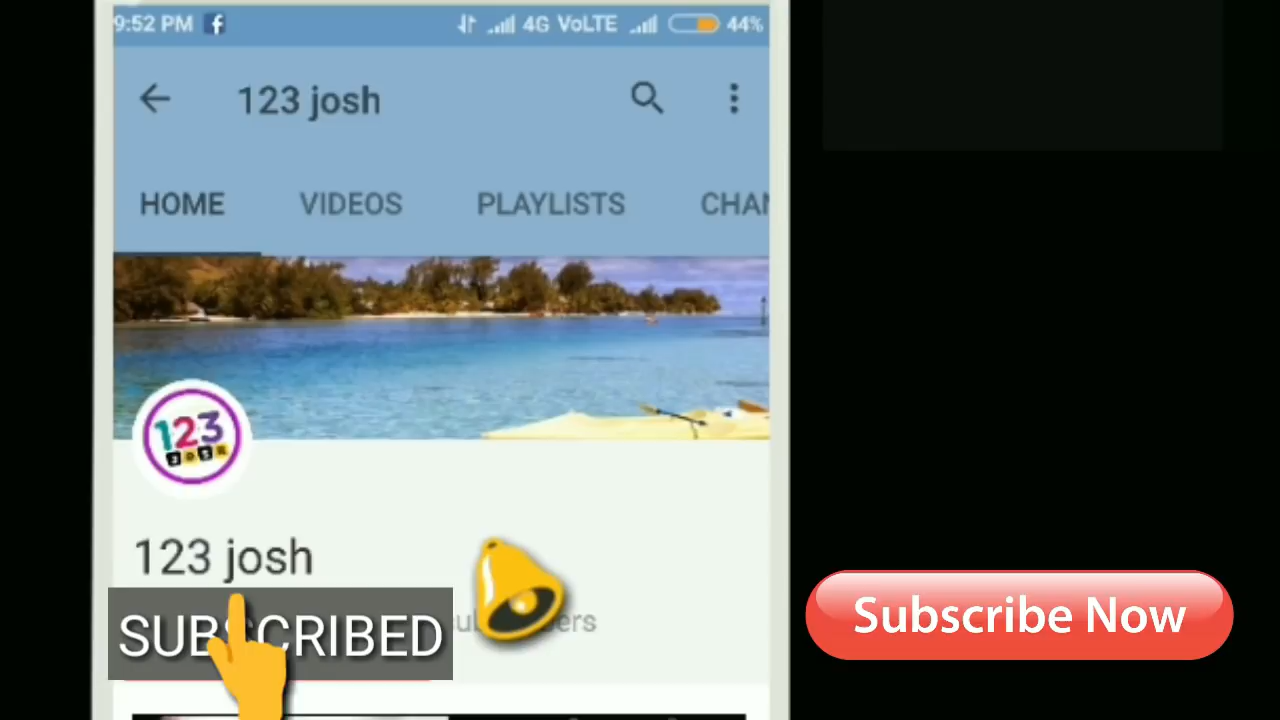 9:52 PM 4G VoLTE 44%
123 josh
HOME VIDEOS PLAYLISTS CHAN
123
123 josh
SUBSCRIBED
Subscribe Now